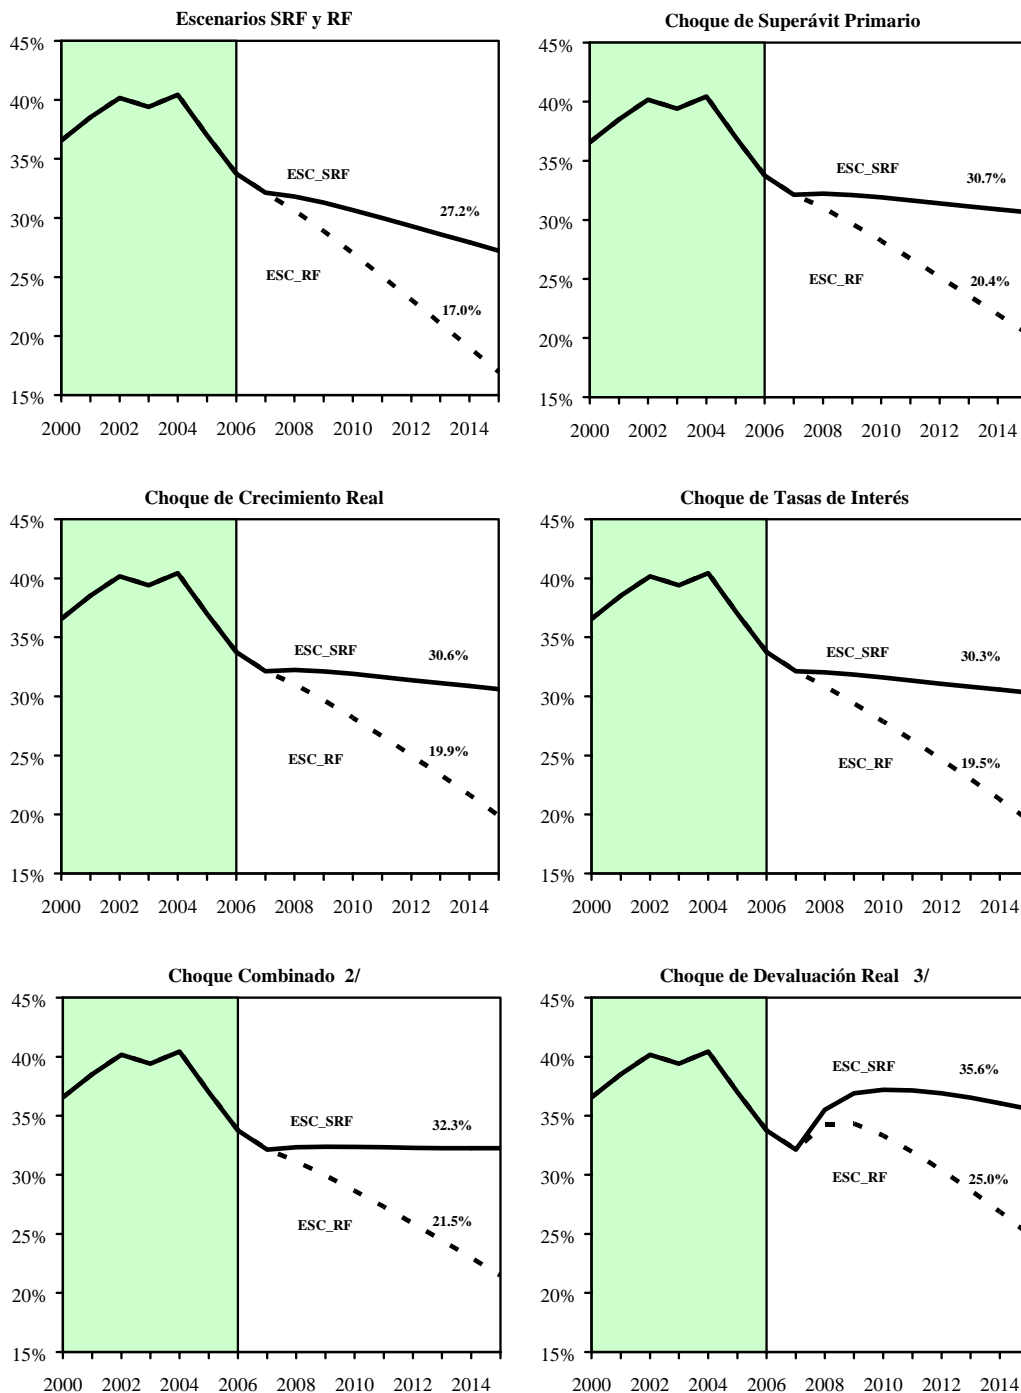 Escenarios SRF y RF
45%
40%
35%
30%
25%
20%
15%
ESC_SRF
27.2%
ESC_RF
17.0%
2000 2002 2004 2006 2008 2010 2012 2014
Choque de Superávit Primario
45%
40%
35%
30%
25%
20%
15%
ESC_SRF
30.7%
ESC_RF
20.4%
2000 2002 2004 2006 2008 2010 2012 2014
Choque de Crecimiento Real
45%
40%
35%
30%
25%
20%
15%
ESC_SRF
30.6%
ESC_RF
19.9%
2000 2002 2004 2006 2008 2010 2012 2014
Choque de Tasas de Interés
45%
40%
35%
30%
25%
20%
15%
ESC_SRF
30.3%
ESC_RF
19.5%
2000 2002 2004 2006 2008 2010 2012 2014
Choque Combinado 2/
45%
40%
35%
30%
25%
20%
15%
ESC_SRF
32.3%
ESC_RF
21.5%
2000 2002 2004 2006 2008 2010 2012 2014
Choque de Devaluación Real 3/
45%
40%
35%
30%
25%
20%
15%
ESC_SRF
35.6%
ESC_RF
25.0%
2000 2002 2004 2006 2008 2010 2012 2014